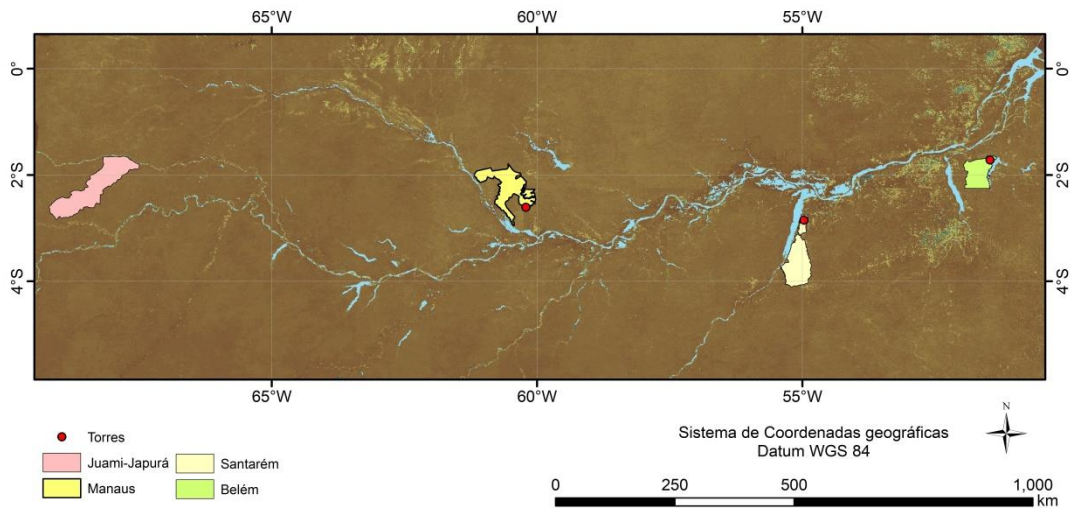 65°W 60°W 55°W
0° 0°
2°S 2°S
4°S 4°S
65°W 60°W 55°W
N
Torres
Juami-Japurá Santarém
Manaus Belém
Sistema de Coordenadas geográficas
Datum WGS 84
0 250 500 1,000
km